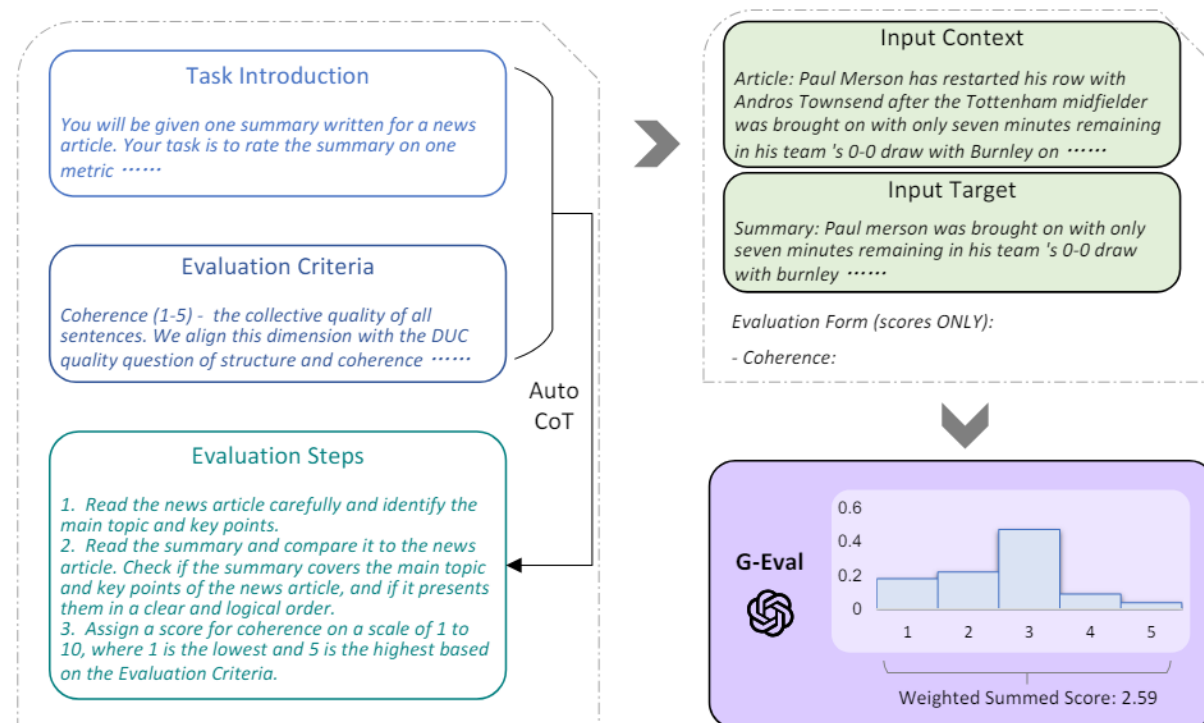 Task Introduction
You will be given one summary written for a news
article. Your task is to rate the summary on one
metric ……
Evaluation Criteria
Coherence (1-5) - the collective quality of all
sentences. We align this dimension with the DUC
quality question of structure and coherence ……
Auto
CoT
Evaluation Steps
1. Read the news article carefully and identify the
main topic and key points.
2. Read the summary and compare it to the news
article. Check if the summary covers the main topic
and key points of the news article, and if it presents
them in a clear and logical order.
3. Assign a score for coherence on a scale of 1 to
10, where 1 is the lowest and 5 is the highest based
on the Evaluation Criteria.
Input Context
Article: Paul Merson has restarted his row with
Andros Townsend after the Tottenham midfielder
was brought on with only seven minutes remaining
in his team 's 0-0 draw with Burnley on ……
Input Target
Summary: Paul merson was brought on with only
seven minutes remaining in his team 's 0-0 draw
with burnley ……
Evaluation Form (scores ONLY):
- Coherence:
G-Eval
0.6
0.4
0.2
0
1 2 3 4 5
Weighted Summed Score: 2.59